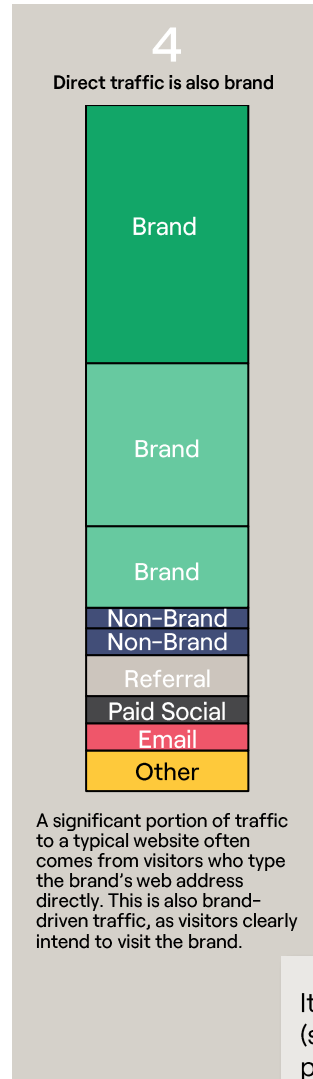 4
Direct traffic is also brand
Brand
Brand
Brand
Non-Brand
Non-Brand
Referral
Paid Social
Email
Other
A significant portion of traffic
to a typical website often
comes from visitors who type
the brand's web address
directly. This is also brand-
driven traffic, as visitors clearly
intend to visit the brand.